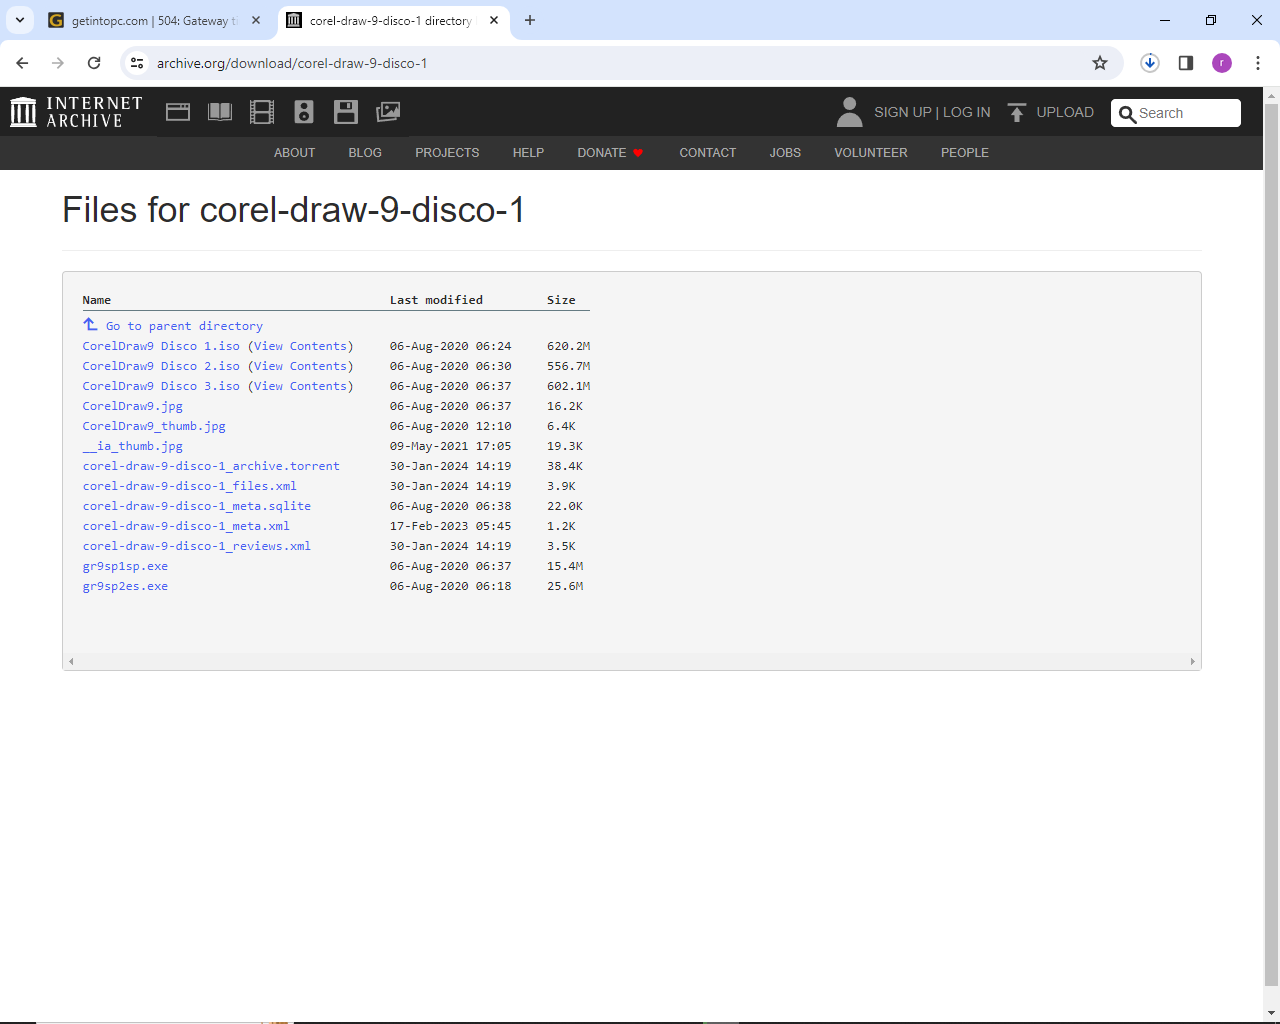 getintopc.com | 504: Gateway ti
corel-draw-9-disco-1 directory
archive.org/download/corel-draw-9-disco-1
r
INTERNET
ARCHIVE
SIGN UP | LOG IN
UPLOAD
Search
ABOUT BLOG PROJECTS HELP DONATE CONTACT JOBS VOLUNTEER PEOPLE
Files for corel-draw-9-disco-1
Name Last modified Size
Go to parent directory
CorelDraw9 Disco 1.iso (View Contents) 06-Aug-2020 06:24 620.2M
CorelDraw9 Disco 2.iso (View Contents) 06-Aug-2020 06:30 556.7M
CorelDraw9 Disco 3.iso (View Contents) 06-Aug-2020 06:37 602.1M
CorelDraw9.jpg 06-Aug-2020 06:37 16.2K
CorelDraw9_thumb.jpg 06-Aug-2020 12:10 6.4K
__ia_thumb.jpg 09-May-2021 17:05 19.3K
corel-draw-9-disco-1_archive.torrent 30-Jan-2024 14:19 38.4K
corel-draw-9-disco-1_files.xml 30-Jan-2024 14:19 3.9K
corel-draw-9-disco-1_meta.sqlite 06-Aug-2020 06:38 22.0K
corel-draw-9-disco-1_meta.xml 17-Feb-2023 05:45 1.2K
corel-draw-9-disco-1_reviews.xml 30-Jan-2024 14:19 3.5K
gr9sp1sp.exe 06-Aug-2020 06:37 15.4M
gr9sp2es.exe 06-Aug-2020 06:18 25.6M